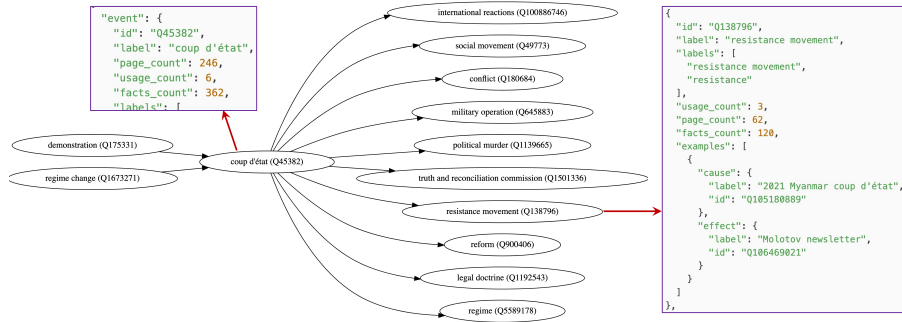 "event": {
"id": "Q45382",
"label": "coup d'état",
"page_count": 246,
"usage_count": 6,
"facts_count": 362,
"labels": [
demonstration (Q175331)
regime change (Q1673271)
coup d'état (Q45382)
international reactions (Q100886746)
social movement (Q49773)
conflict (Q180684)
military operation (Q645883)
political murder (Q1139665)
truth and reconciliation commission (Q1501336)
resistance movement (Q138796)
reform (Q900406)
legal doctrine (Q1192543)
regime (Q5589178)
{
"id": "Q138796",
"label": "resistance movement",
"labels": [
"resistance movement",
"resistance"
],
"usage_count": 3,
"page_count": 62,
"facts_count": 120,
"examples": [
{
"cause": {
"label": "2021 Myanmar coup d'état",
"id": "Q105180889"
},
"effect": {
"label": "Molotov newsletter",
"id": "Q106469021"
}
}
]
},